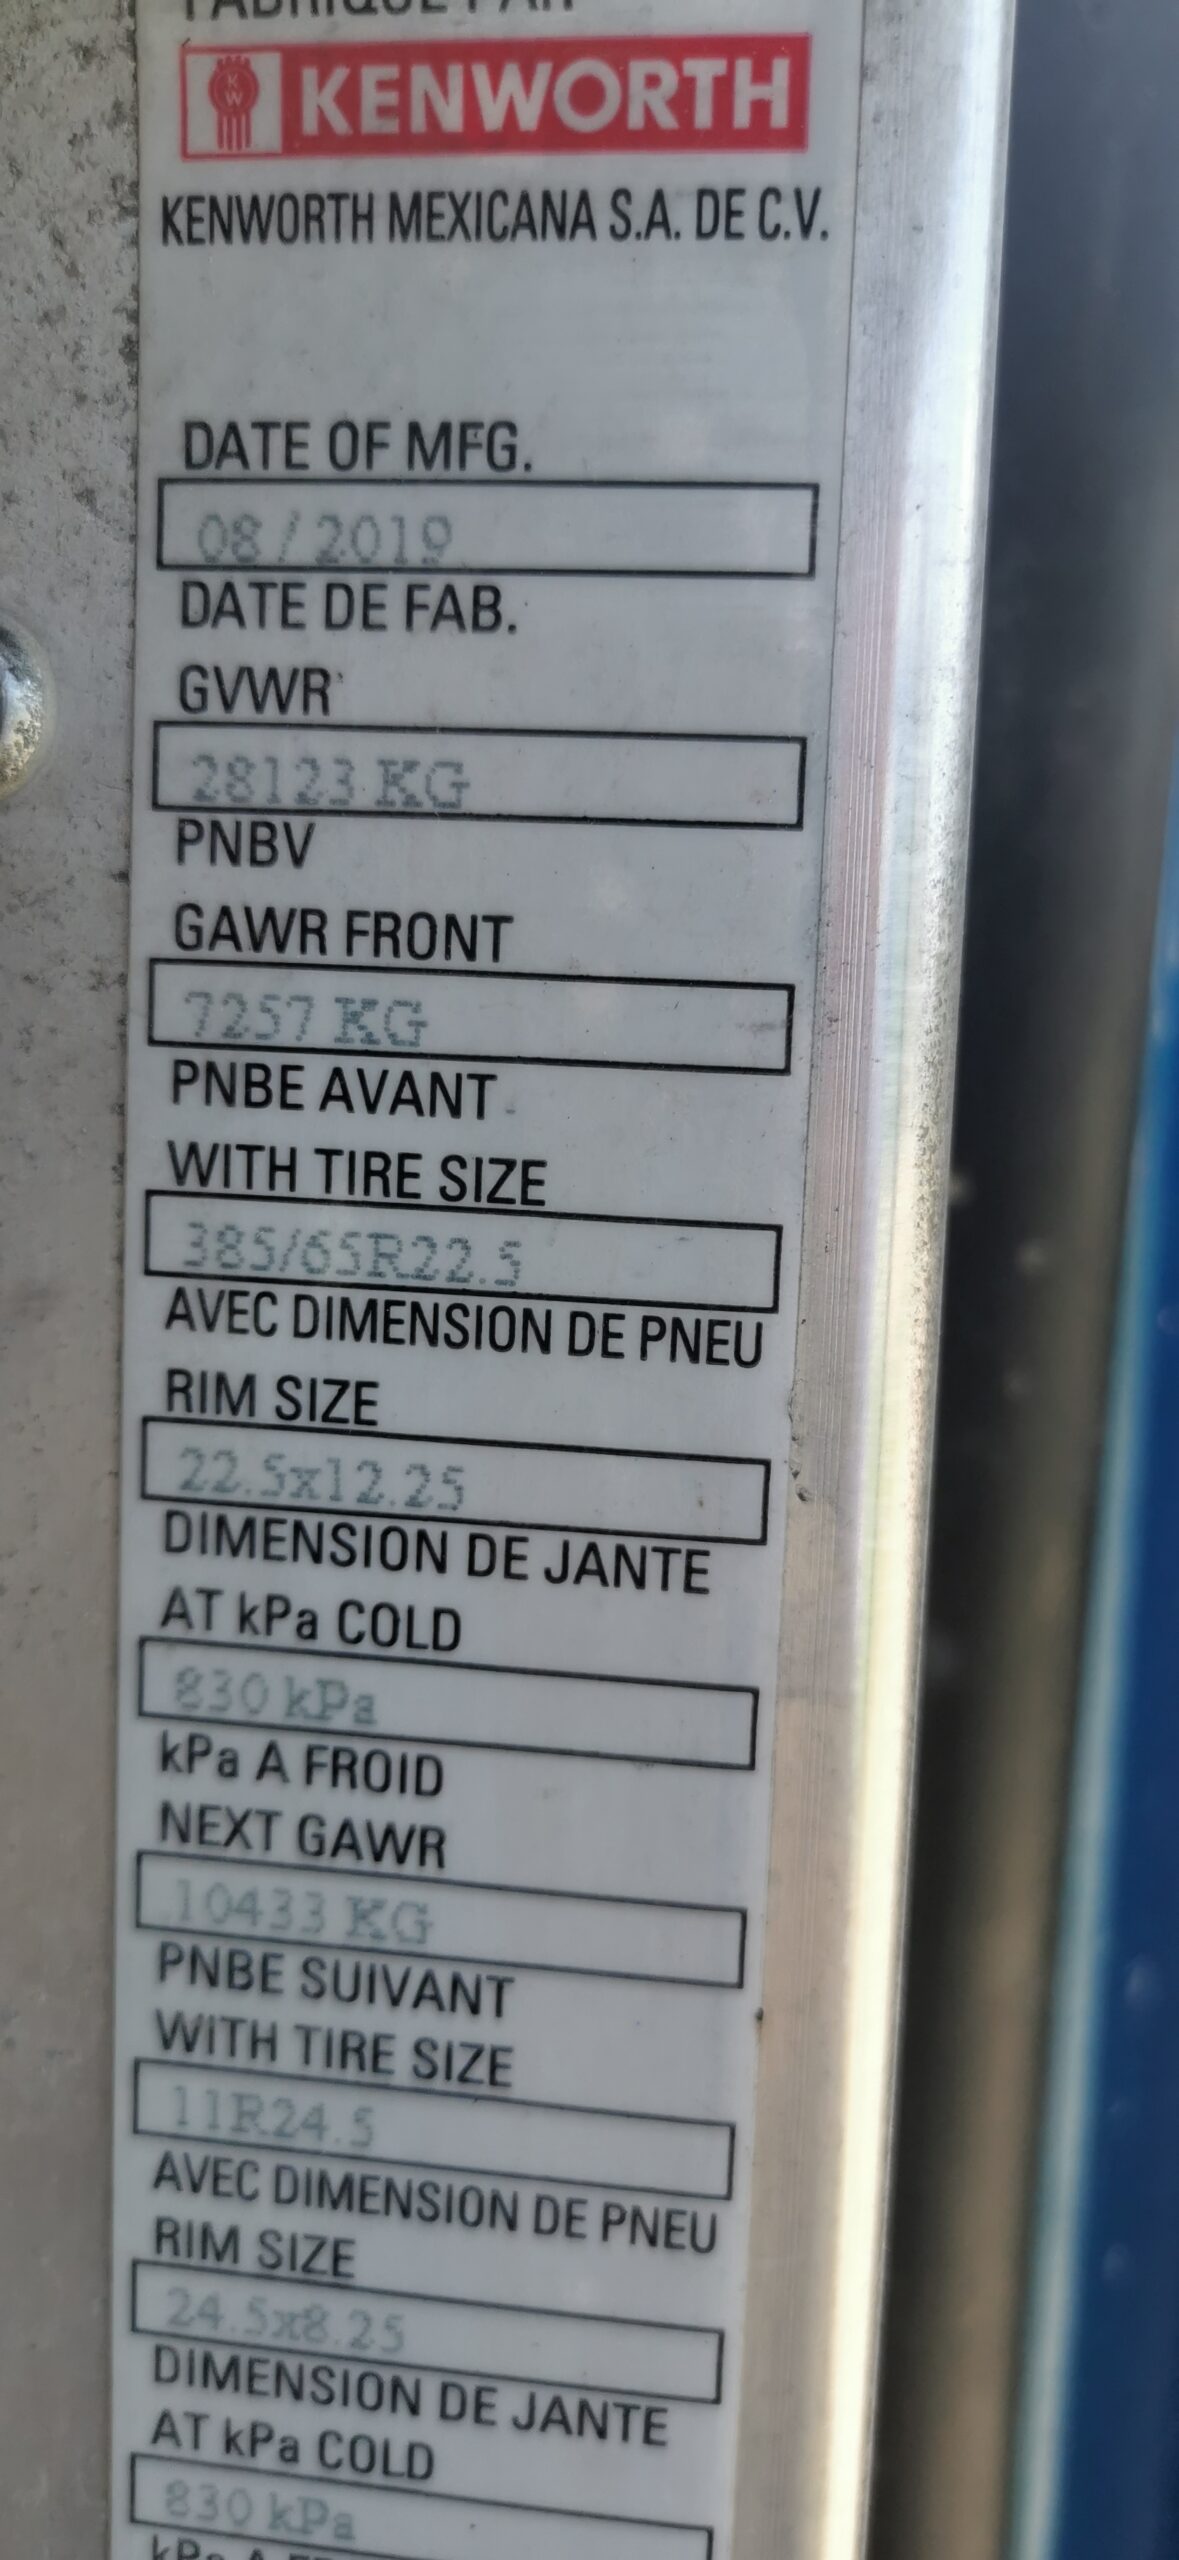 FABRIQUÉ PAR
KW KENWORTH
KENWORTH MEXICANA S.A. DE C.V.
DATE OF MFG.
08 / 2019
DATE DE FAB.
GVWR
28123 KG
PNBV
GAWR FRONT
7257 KG
PNBE AVANT
WITH TIRE SIZE
385/65R22.5
AVEC DIMENSION DE PNEU
RIM SIZE
22.5x12.25
DIMENSION DE JANTE
AT kPa COLD
830 kPa
kPa A FROID
NEXT GAWR
10433 KG
PNBE SUIVANT
WITH TIRE SIZE
11R24.5
AVEC DIMENSION DE PNEU
RIM SIZE
24.5x8.25
DIMENSION DE JANTE
AT kPa COLD
830 kPa